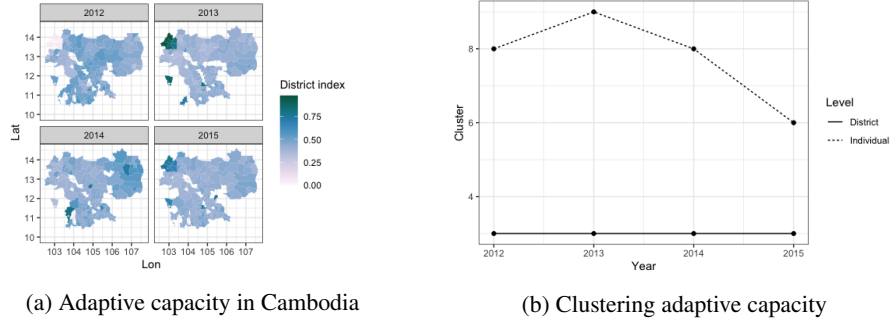 2012 2013
14
13
12
11
10
2014 2015
14
13
12
11
10
103 104 105 106 107 103 104 105 106 107
Lat
Lon
District index
0.75
0.50
0.25
0.00
(a) Adaptive capacity in Cambodia
8
6
4
Cluster
2012 2013 2014 2015
Year
Level
District
Individual
(b) Clustering adaptive capacity